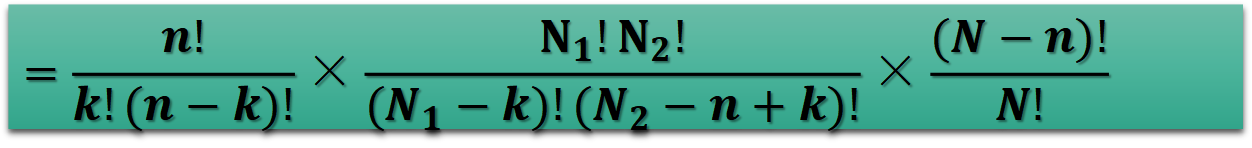 = n! / k! (n − k)! × N₁! N₂! / (N₁ − k)! (N₂ − n + k)! × (N − n)! / N!